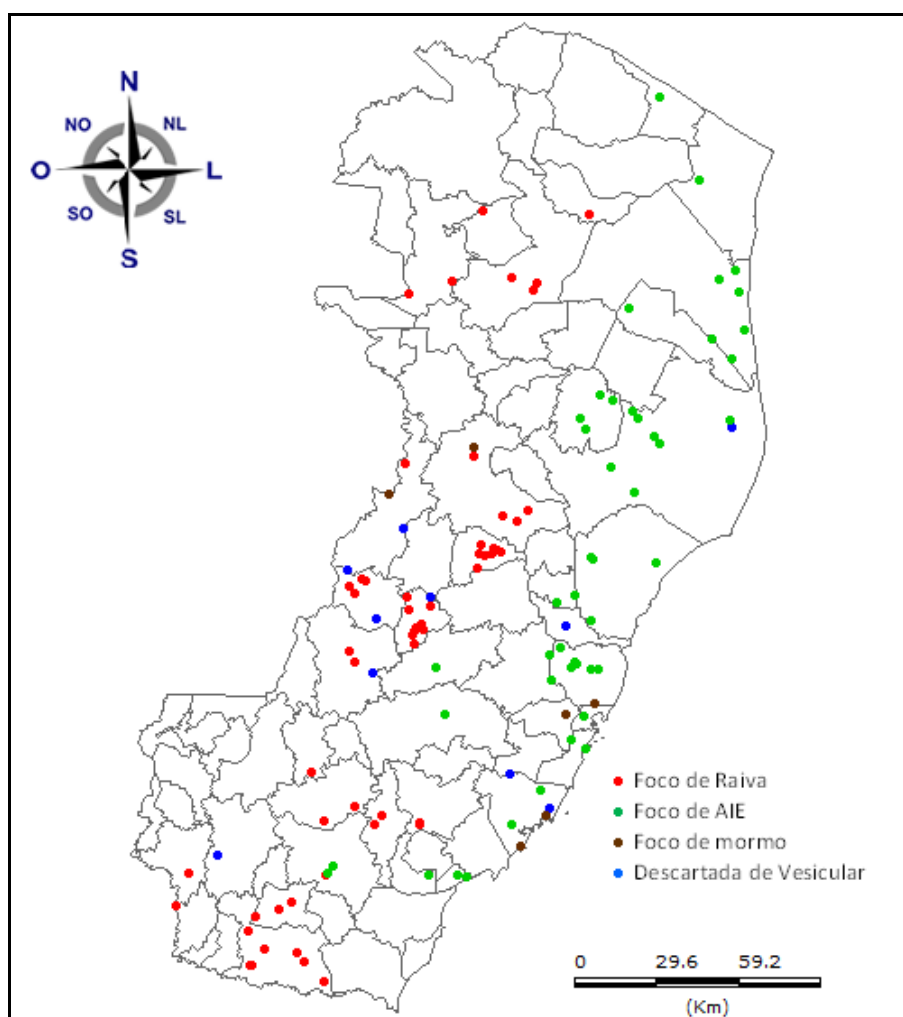 N
NO NL
O L
SO SL
S
Foco de Raiva
Foco de AIE
Foco de mormo
Descartada de Vesicular
0 29.6 59.2
(Km)